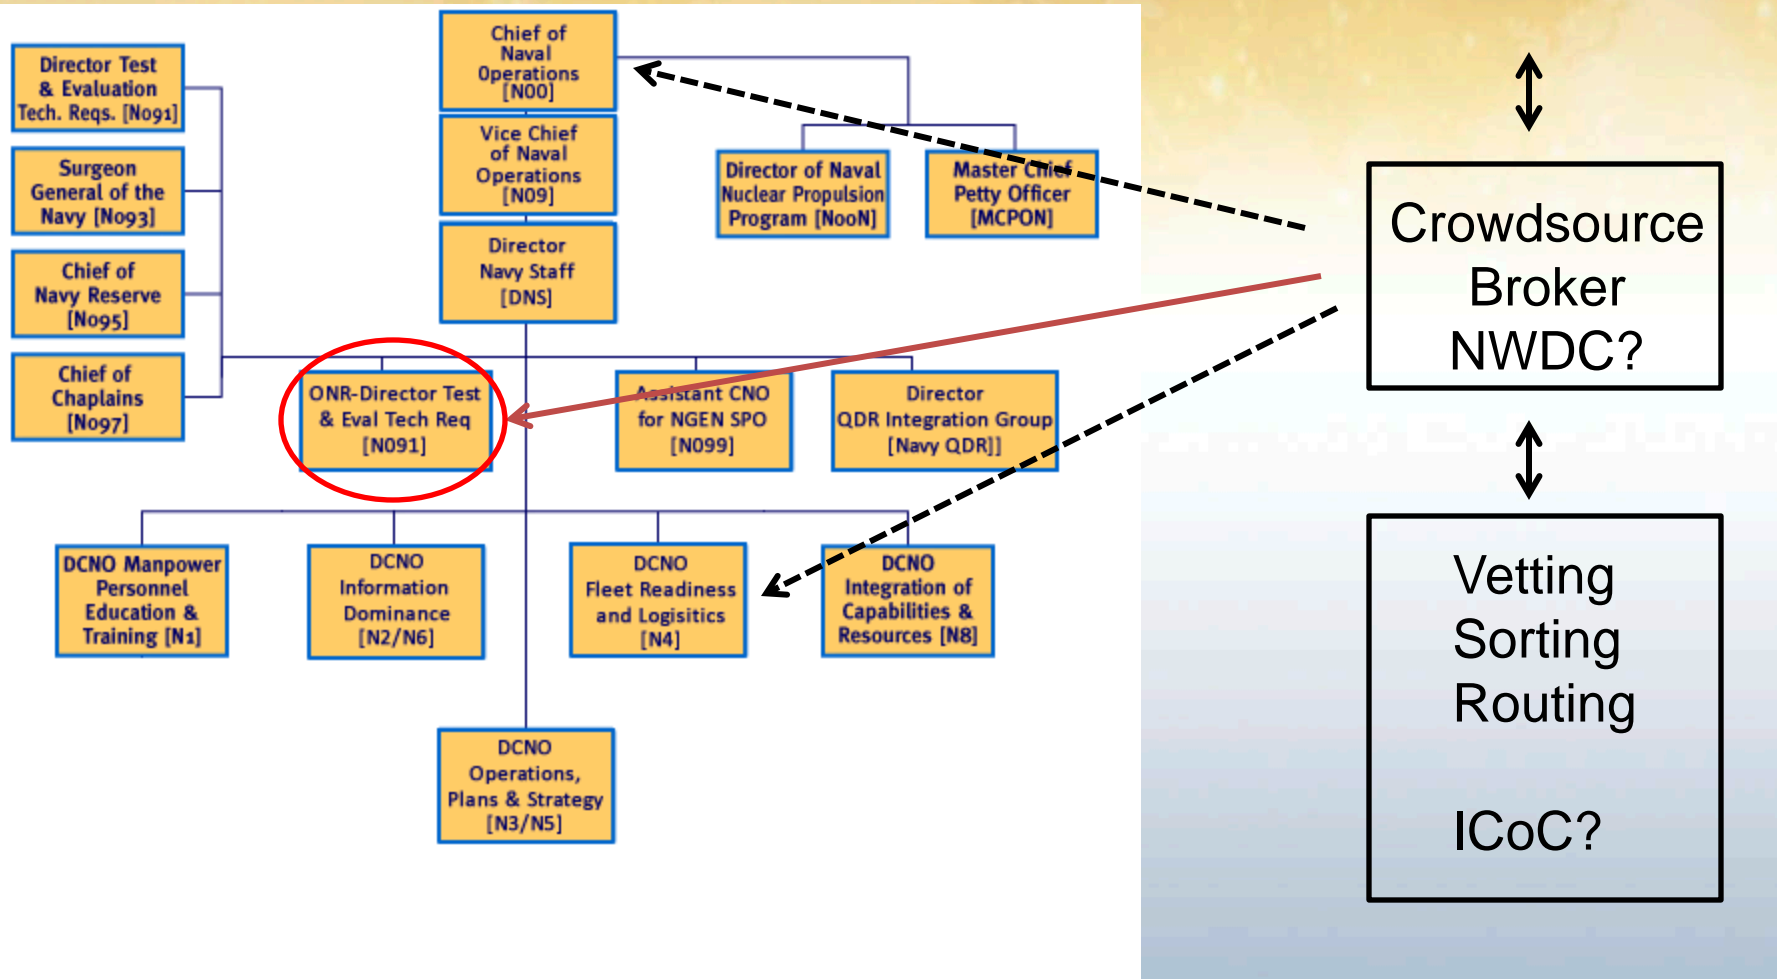 Chief of
Naval
Operations
[N00]
Director Test
& Evaluation
Tech. Reqs. [No91]
Surgeon
General of the
Navy [No93]
Chief of
Navy Reserve
[No95]
Chief of
Chaplains
[No97]
Vice Chief
of Naval
Operations
[N09]
Director
Navy Staff
[DNS]
Director of Naval
Nuclear Propulsion
Program [NooN]
Master Chief
Petty Officer
[MCPON]
ONR-Director Test
& Eval Tech Req
[N091]
Assistant CNO
for NGEN SPO
[N099]
Director
QDR Integration Group
[Navy QDR]]
DCNO Manpower
Personnel
Education &
Training [N1]
DCNO
Information
Dominance
[N2/N6]
DCNO
Fleet Readiness
and Logisitics
[N4]
DCNO
Integration of
Capabilities &
Resources [N8]
DCNO
Operations,
Plans & Strategy
[N3/N5]
Crowdsource
Broker
NWDC?
Vetting
Sorting
Routing
ICoC?